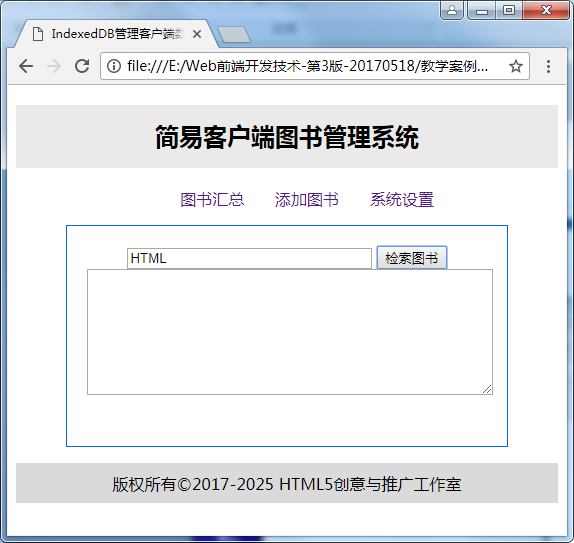 IndexedDB管理客户端数
file:///E:/Web前端开发技术-第3版-20170518/教学案例...
简易客户端图书管理系统
图书汇总 添加图书 系统设置
HTML 检索图书
版权所有©2017-2025 HTML5创意与推广工作室